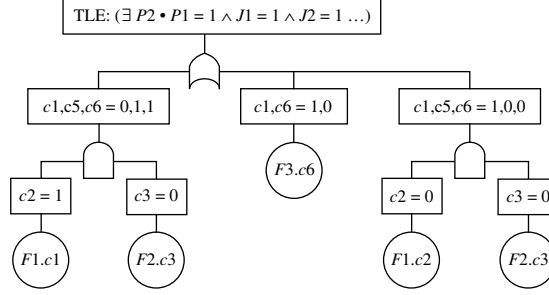 TLE: (∃ P2 • P1 = 1 ∧ J1 = 1 ∧ J2 = 1 …)
c1,c5,c6 = 0,1,1
c1,c6 = 1,0
c1,c5,c6 = 1,0,0
F3.c6
c2 = 1
c3 = 0
c2 = 0
c3 = 0
F1.c1
F2.c3
F1.c2
F2.c3